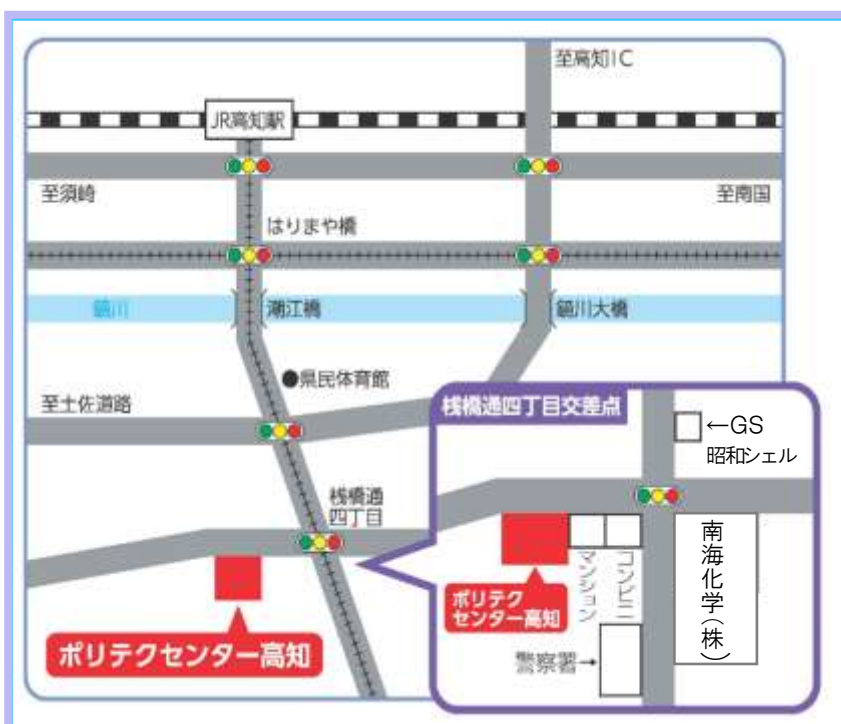 至高知IC
JR高知駅
至須崎
至南国
はりまや橋
鏡川
潮江橋
鏡川大橋
●県民体育館
至土佐道路
桟橋通
四丁目
ポリテクセンター高知
桟橋通四丁目交差点
←GS
昭和シェル
ポリテク
センター高知
マンション
コンビニ
南海化学(株)
警察署→